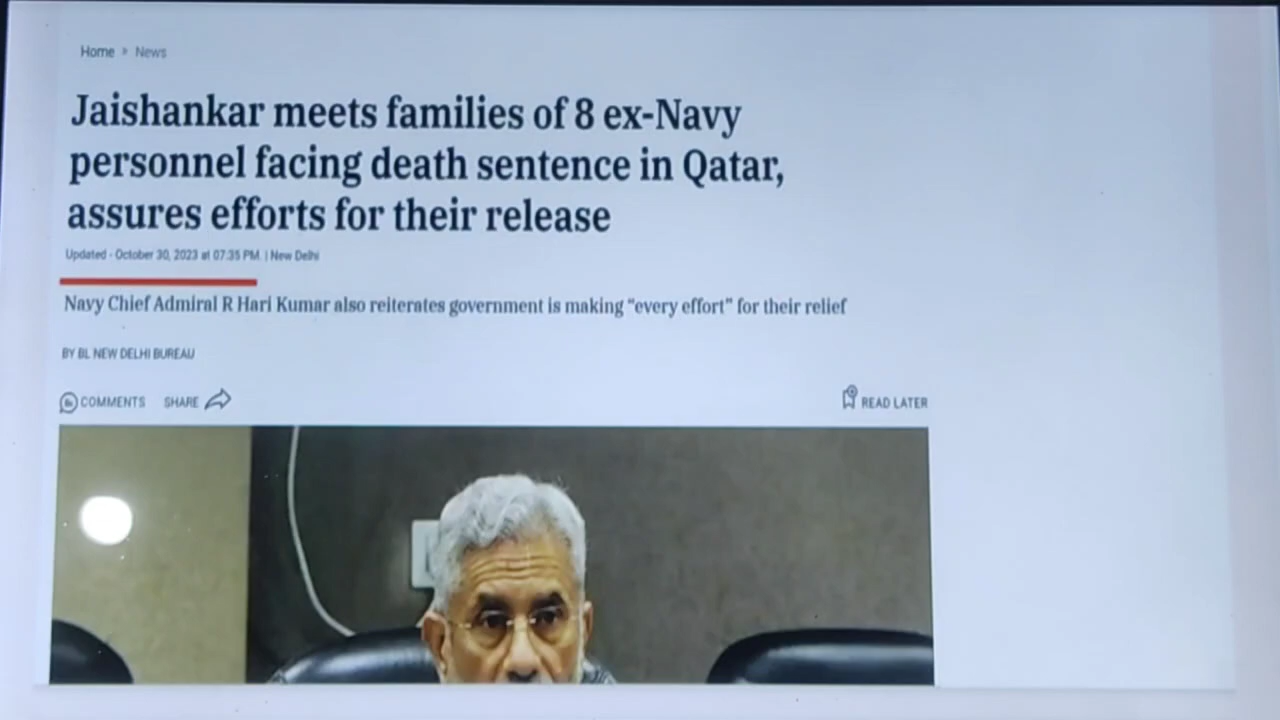 Home » News
Jaishankar meets families of 8 ex-Navy
personnel facing death sentence in Qatar,
assures efforts for their release
Updated - October 30, 2023 at 07:35 PM. | New Delhi
Navy Chief Admiral R Hari Kumar also reiterates government is making “every effort” for their relief
BY BL NEW DELHI BUREAU
COMMENTS SHARE READ LATER